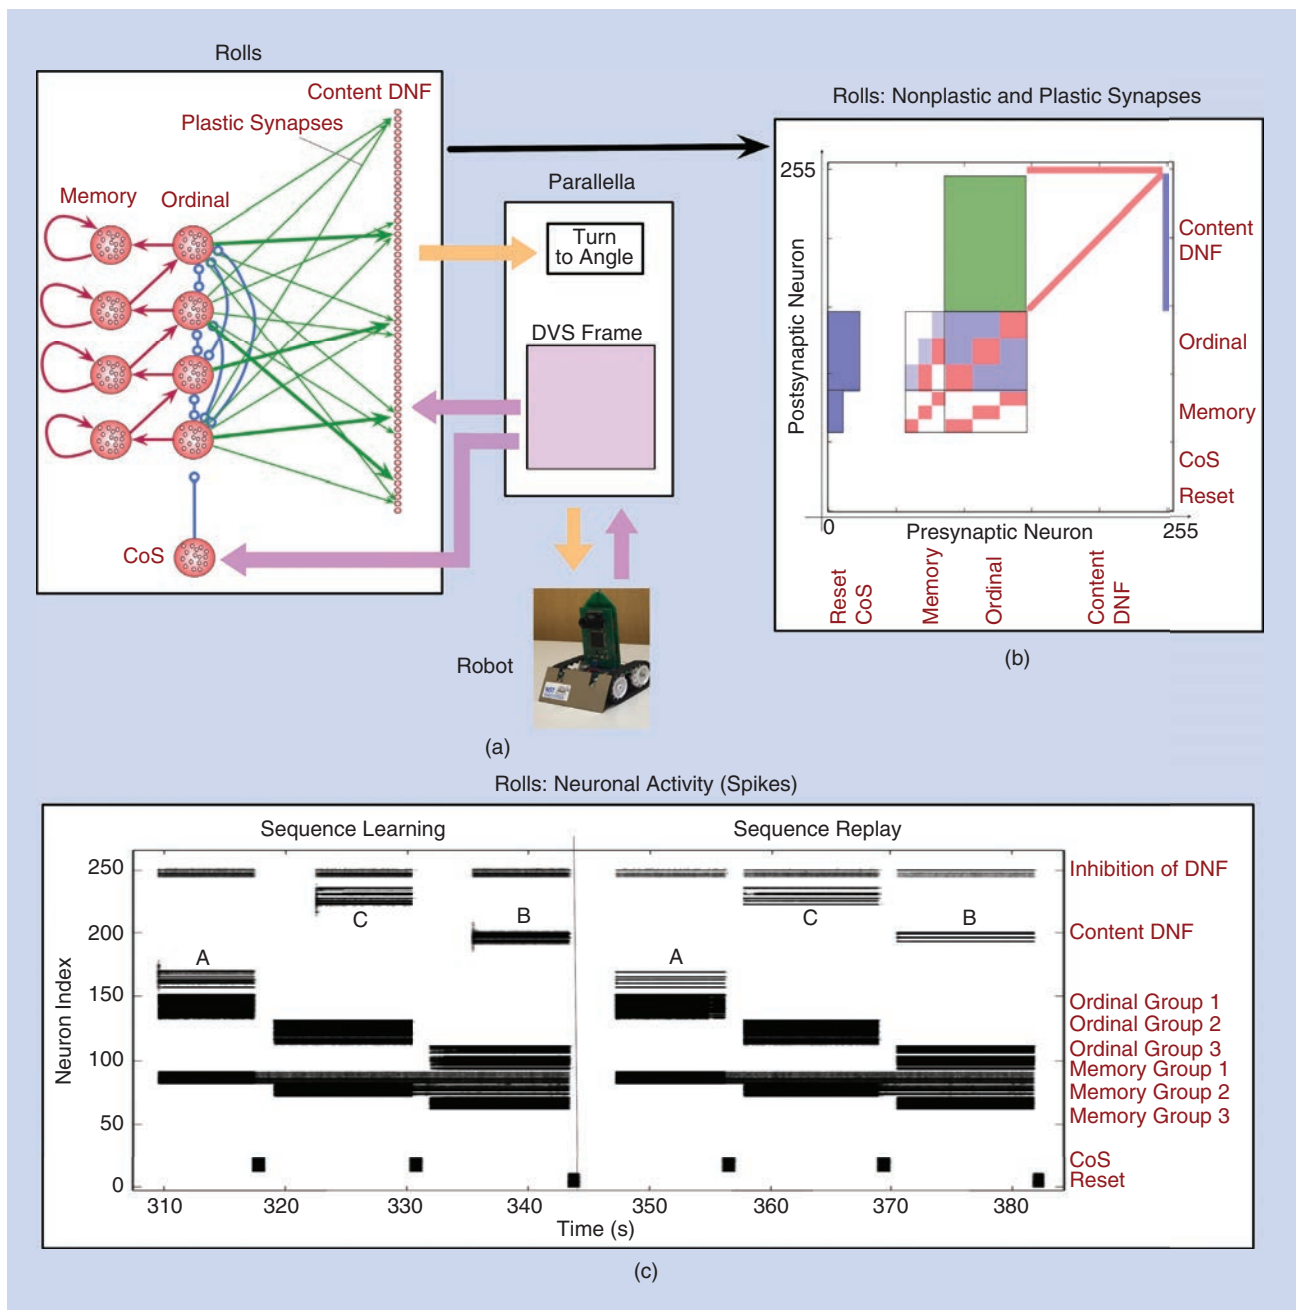 Rolls
Content DNF
Plastic Synapses
Memory
Ordinal
CoS
Parallella
Turn
to Angle
DVS Frame
Robot
(a)
Rolls: Nonplastic and Plastic Synapses
255
Postsynaptic Neuron
Content
DNF
Ordinal
Memory
CoS
Reset
0
Presynaptic Neuron
255
Reset
CoS
Memory
Ordinal
Content
DNF
(b)
Rolls: Neuronal Activity (Spikes)
Sequence Learning
Sequence Replay
Neuron Index
250
200
150
100
50
0
A
C
B
A
C
B
Inhibition of DNF
Content DNF
Ordinal Group 1
Ordinal Group 2
Ordinal Group 3
Memory Group 1
Memory Group 2
Memory Group 3
CoS
Reset
310
320
330
340
350
360
370
380
Time (s)
(c)